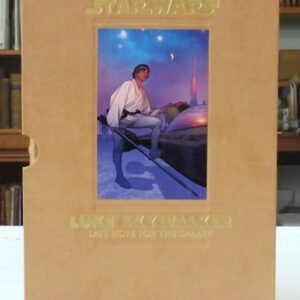 STAR WARS
LUKE SKYWALKER
LAST HOPE FOR THE GALAXY